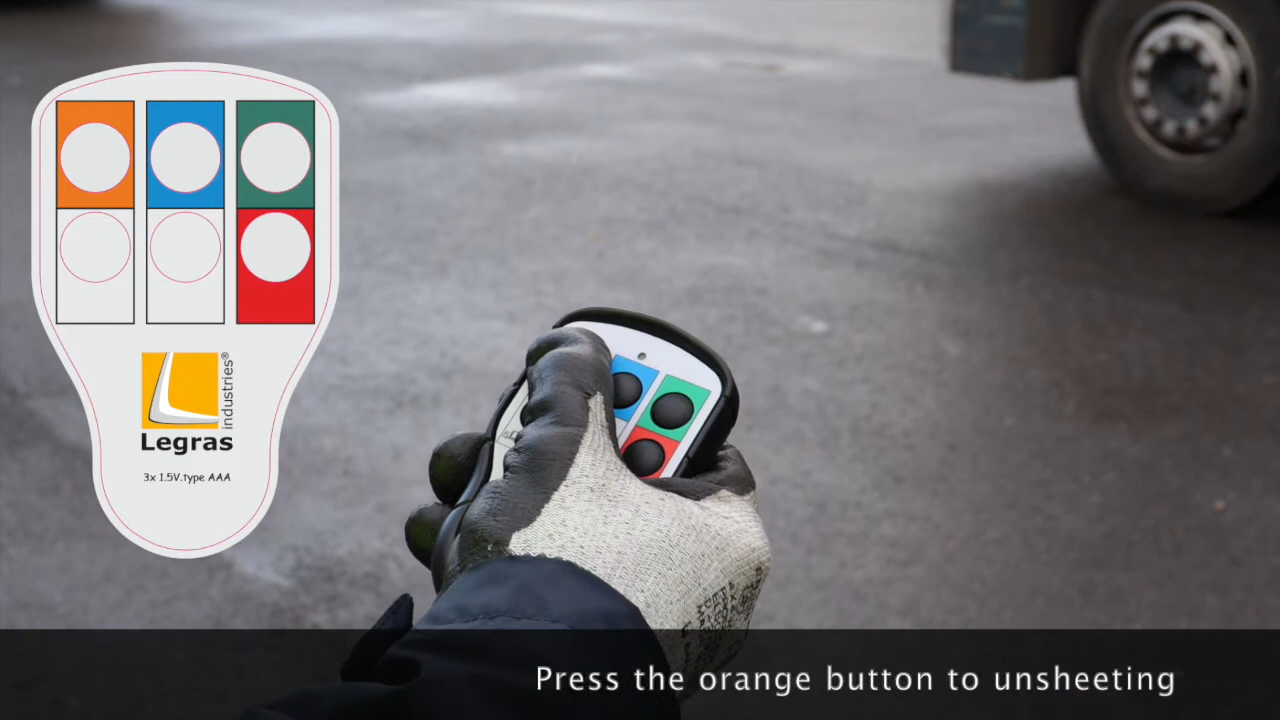 industries®
Legras
3x 1.5V.type AAA
Press the orange button to unsheeting